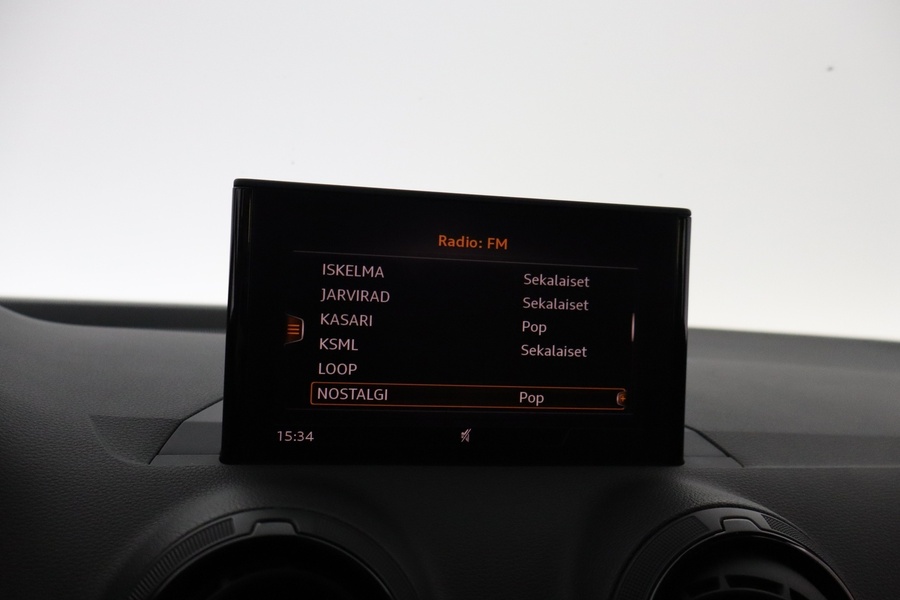 Radio: FM
ISKELMA Sekalaiset
JARVIRAD Sekalaiset
KASARI Pop
KSML Sekalaiset
LOOP
NOSTALGI Pop
15:34